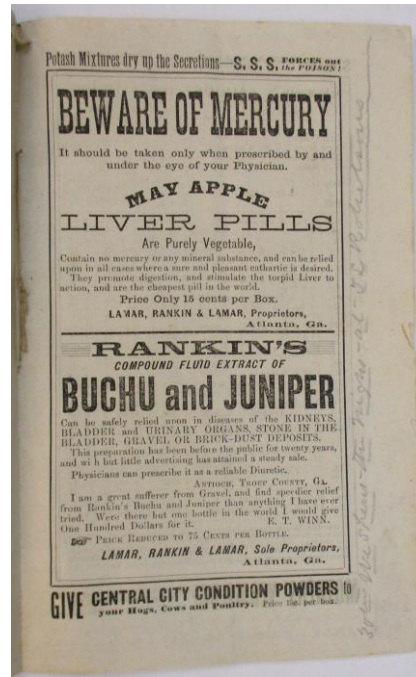 Potash Mixtures dry up the Secretions—S. S. S. FORCES out the POISON!
BEWARE OF MERCURY
It should be taken only when prescribed by and
under the eye of your Physician.
MAY APPLE
LIVER PILLS
Are Purely Vegetable,
Contain no mercury or any mineral substance, and can be relied
upon in all cases where a sure and pleasant cathartic is desired.
They promote digestion, and stimulate the torpid Liver to
action, and are the cheapest pill in the world.
Price Only 15 cents per Box.
LAMAR, RANKIN & LAMAR, Proprietors,
Atlanta, Ga.
RANKIN'S
COMPOUND FLUID EXTRACT OF
BUCHU and JUNIPER
Can be safely relied upon in diseases of the KIDNEYS,
BLADDER and URINARY ORGANS, STONE IN THE
BLADDER, GRAVEL OR BRICK-DUST DEPOSITS.
This preparation has been before the public for twenty years,
and wi h but little advertising has attained a steady sale.
Physicians can prescribe it as a reliable Diuretic.
ANTIOCH, TROUP COUNTY, GA.
I am a great sufferer from Gravel, and find speedier relief
from Rankin's Buchu and Juniper than anything I have ever
tried. Were there but one bottle in the world I would give
One Hundred Dollars for it. E. T. WINN.
PRICE REDUCED TO 75 CENTS PER BOTTLE.
LAMAR, RANKIN & LAMAR, Sole Proprietors,
Atlanta, Ga.
GIVE CENTRAL CITY CONDITION POWDERS to
your Hogs, Cows and Poultry. Price 15c. per box.